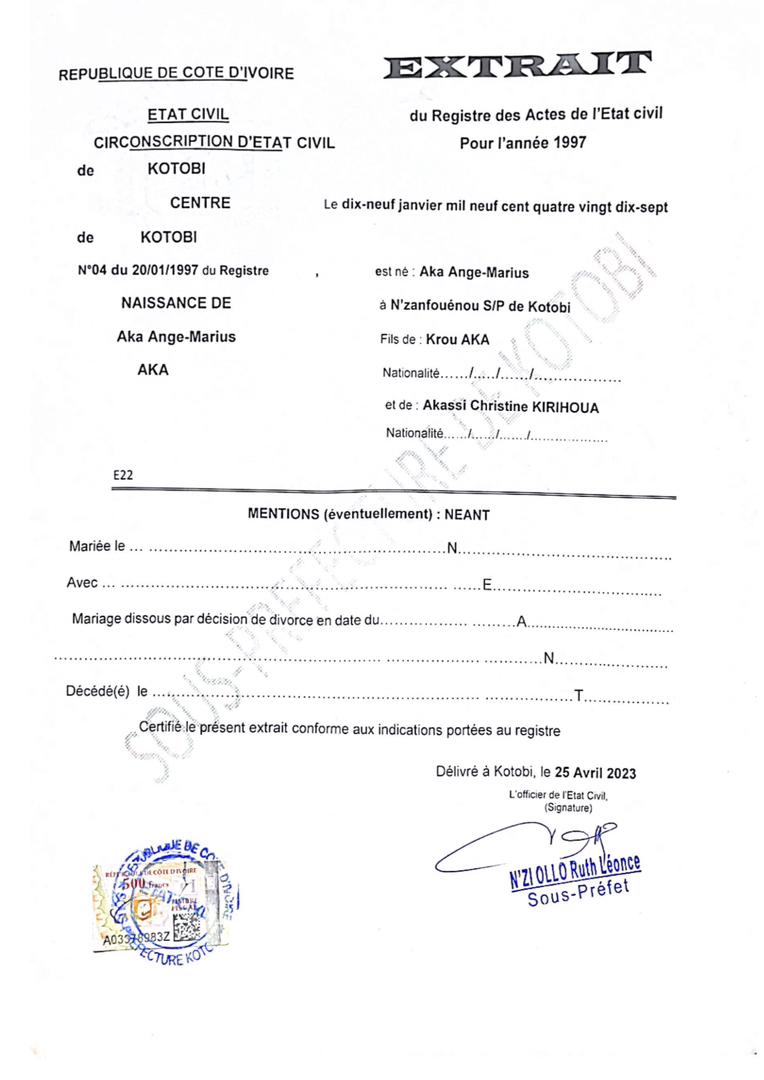 REPUBLIQUE DE COTE D'IVOIRE
ETAT CIVIL
CIRCONSCRIPTION D'ETAT CIVIL
de KOTOBI
CENTRE
de KOTOBI
N°04 du 20/01/1997 du Registre
NAISSANCE DE
Aka Ange-Marius
AKA
E22
EXTRAIT
du Registre des Actes de l'Etat civil
Pour l'année 1997
Le dix-neuf janvier mil neuf cent quatre vingt dix-sept
est né : Aka Ange-Marius
à N'zanfouénou S/P de Kotobi
Fils de : Krou AKA
Nationalité....../...../....../........................
et de : Akassi Christine KIRIHOUA
Nationalité...../....../....../......................
SOUS-PREFECTURE DE KOTOBI
MENTIONS (éventuellement) : NEANT
Mariée le ... ..........................................................N..........................................
Avec ... ....................................................... ............E..................................
Mariage dissous par décision de divorce en date du...................... .........A.............................
................................................................................ ...............N......................
Décédé(é) le ............................................................ ......................T.................
Certifié le présent extrait conforme aux indications portées au registre
Délivré à Kotobi, le 25 Avril 2023
L'officier de l'Etat Civil,
(Signature)
N'ZI OLLO Ruth Léonce
Sous-Préfet
REPUBLIQUE DE COTE D'IVOIRE
RÉPUBLIQUE DE CÔTE D'IVOIRE
500 francs
TIMBRE
FISCAL